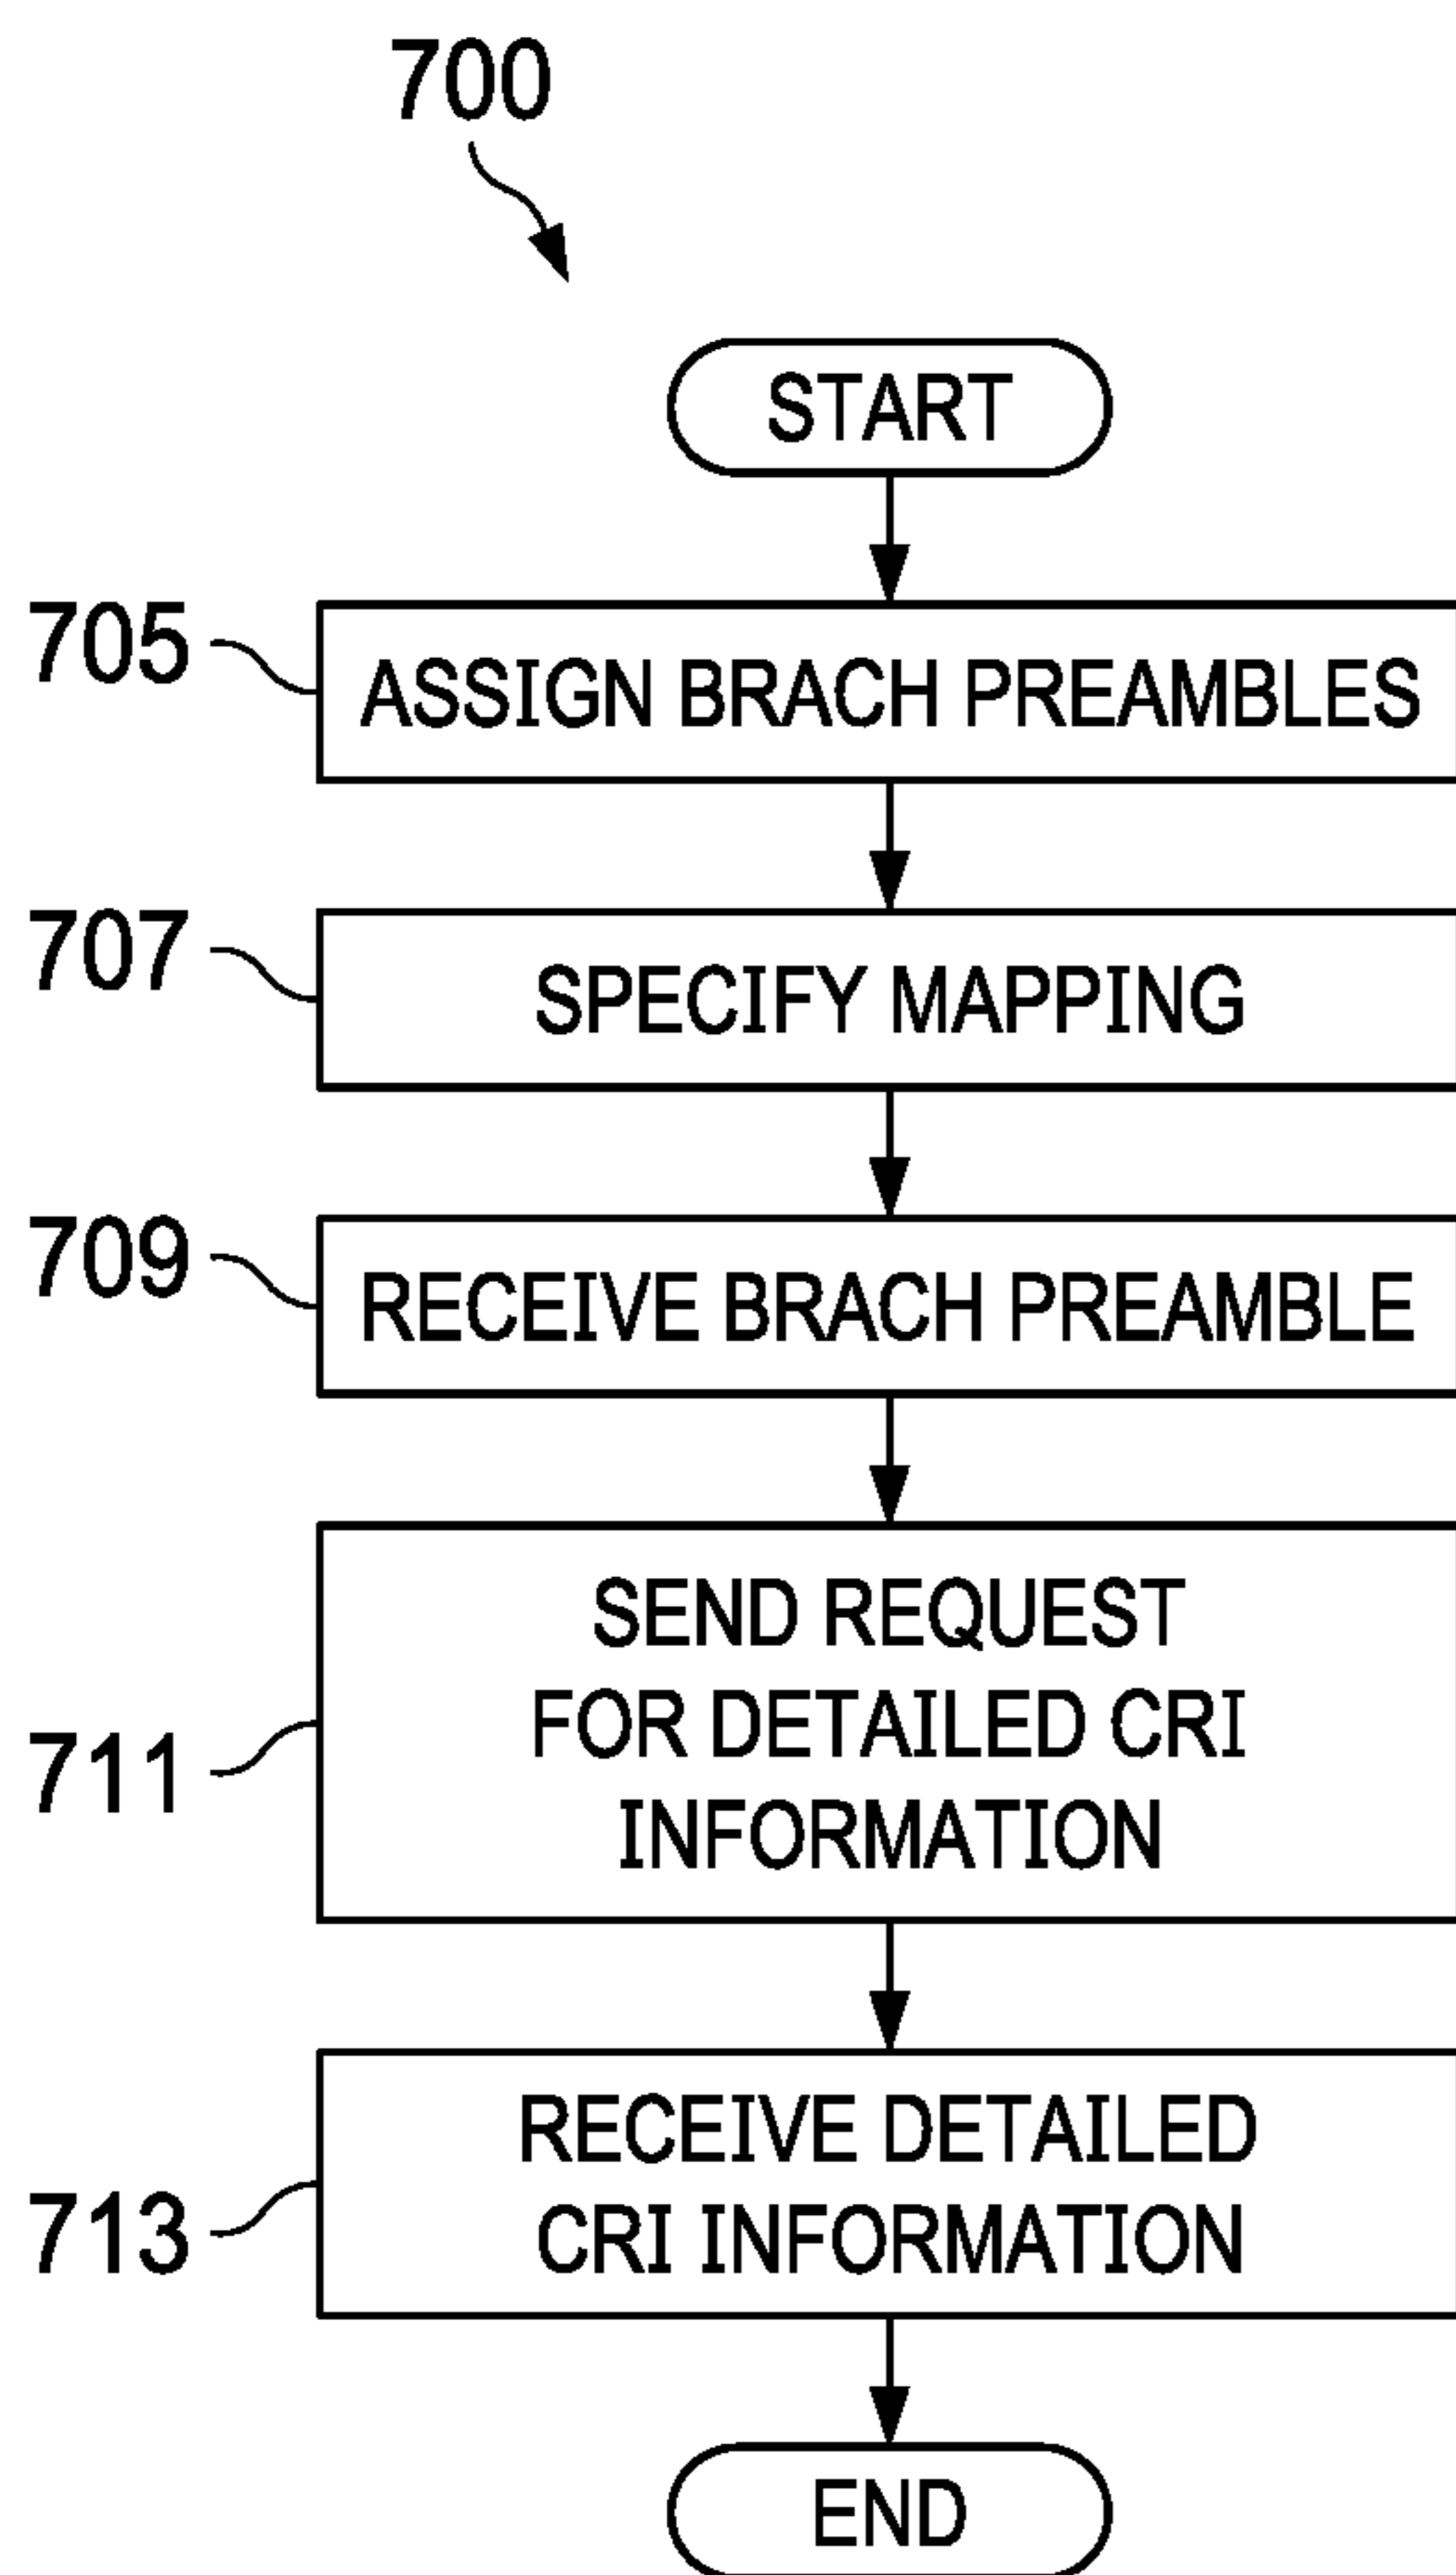 700
START
705
ASSIGN BRACH PREAMBLES
707
SPECIFY MAPPING
709
RECEIVE BRACH PREAMBLE
711
SEND REQUEST
FOR DETAILED CRI
INFORMATION
713
RECEIVE DETAILED
CRI INFORMATION
END